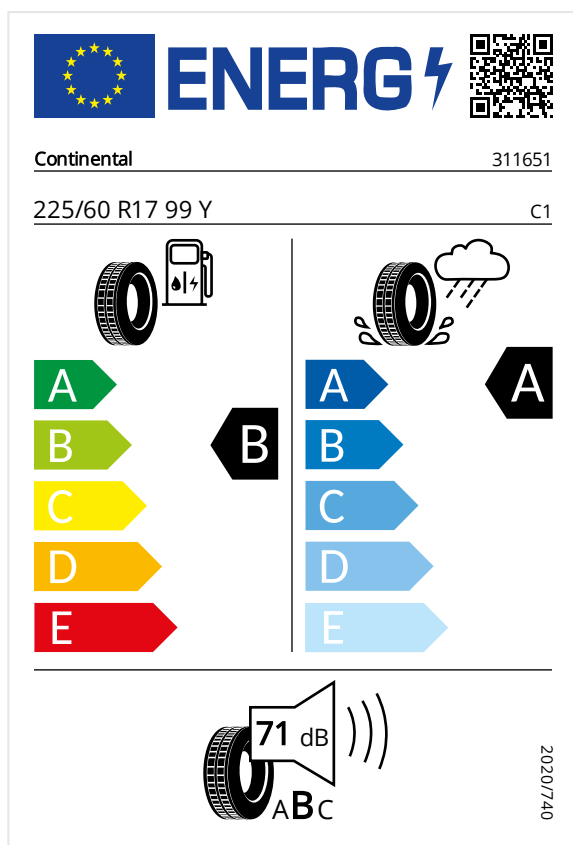 ENERG
Continental 311651
225/60 R17 99 Y C1
A A A
B B B
C C
D D
E E
71 dB
ABC
2020/740